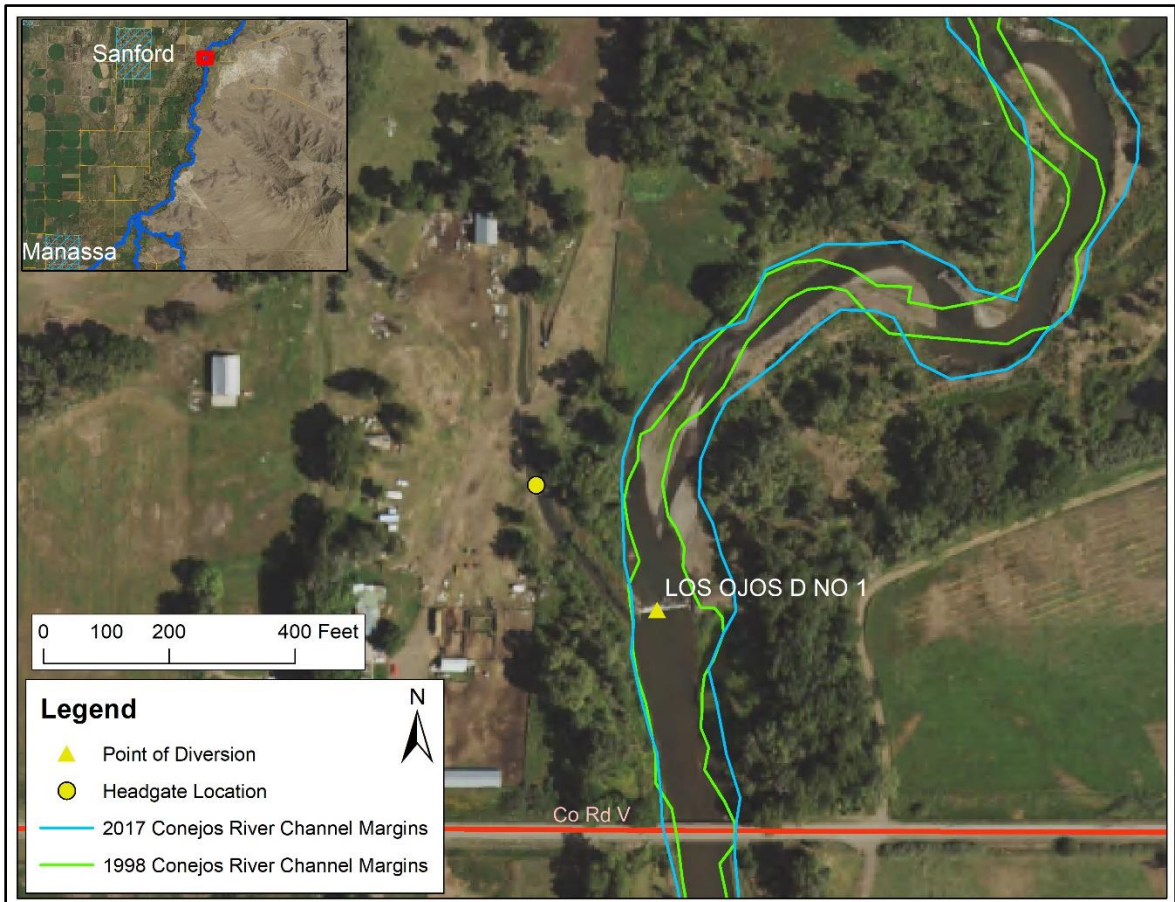 Sanford
Manassa
LOS OJOS D NO 1
0 100 200 400 Feet
Legend
N
Point of Diversion
Headgate Location
2017 Conejos River Channel Margins
1998 Conejos River Channel Margins
Co Rd V